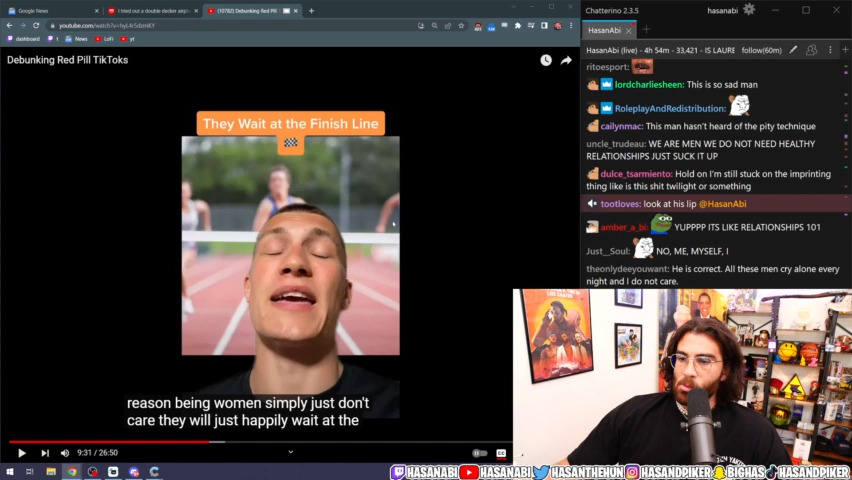 Google News
I tried out a double decker airpl
(10782) Debunking Red Pill
youtube.com/watch?v=
dashboard
1
News
LoFi
yt
Debunking Red Pill TikToks
They Wait at the Finish Line
reason being women simply just don't
care they will just happily wait at the
9:31 / 26:50
CC
Chatterino 2.3.5
hasanabi
HasanAbi
HasanAbi (live) - 4h 54m - 33,421 - IS LAURE
follow(60m)
ritoesport:
lordcharliesheen: This is so sad man
RoleplayAndRedistribution:
cailynmac: This man hasn't heard of the pity technique
uncle_trudeau: WE ARE MEN WE DO NOT NEED HEALTHY
RELATIONSHIPS JUST SUCK IT UP
dulce_tsarmiento: Hold on I'm still stuck on the imprinting
thing like is this shit twilight or something
tootloves: look at his lip @HasanAbi
amber_a_bi: YUPPPP ITS LIKE RELATIONSHIPS 101
Just__Soul: NO, ME, MYSELF, I
theonlydeeyouwant: He is correct. All these men cry alone every
night and I do not care.
HASANABI HASANABI HASANTHEHUN HASANDPIKER BIGHAS HASANDPIKER